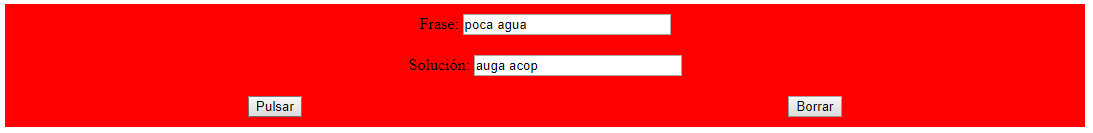 Frase: poca agua
Solución: auga acop
Pulsar Borrar